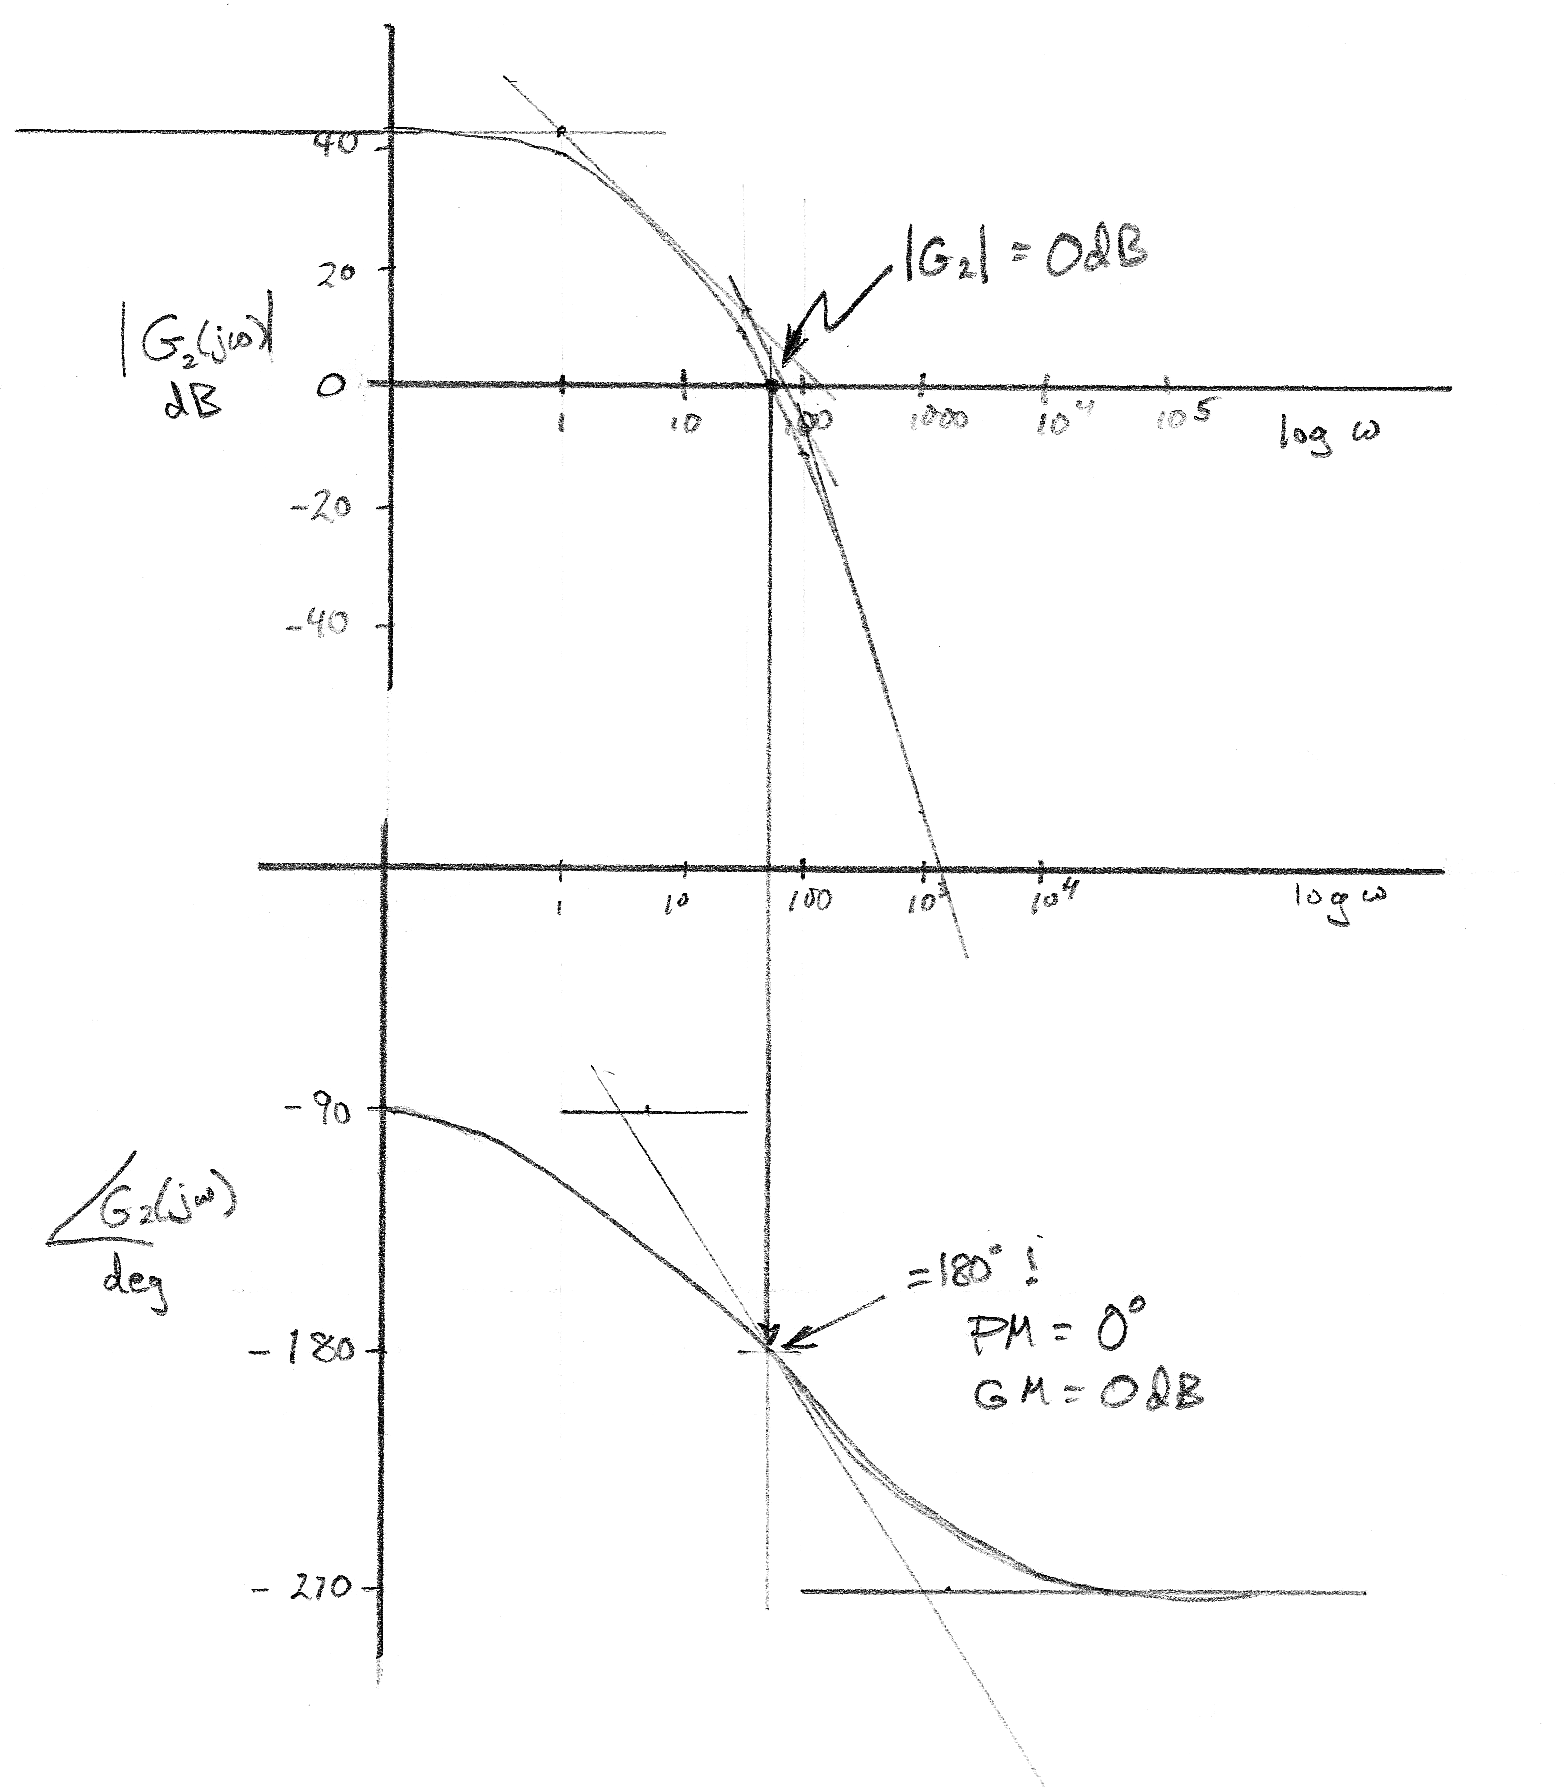 40
20
|G₂| = 0dB
|G₂(jω)|
dB
0
1 10 100 1000 10⁴ 10⁵
log ω
-20
-40
1 10 100 10³ 10⁴
log ω
-90
∠G₂(jω)
deg
=180° !
PM = 0°
GM = 0dB
-180
-270